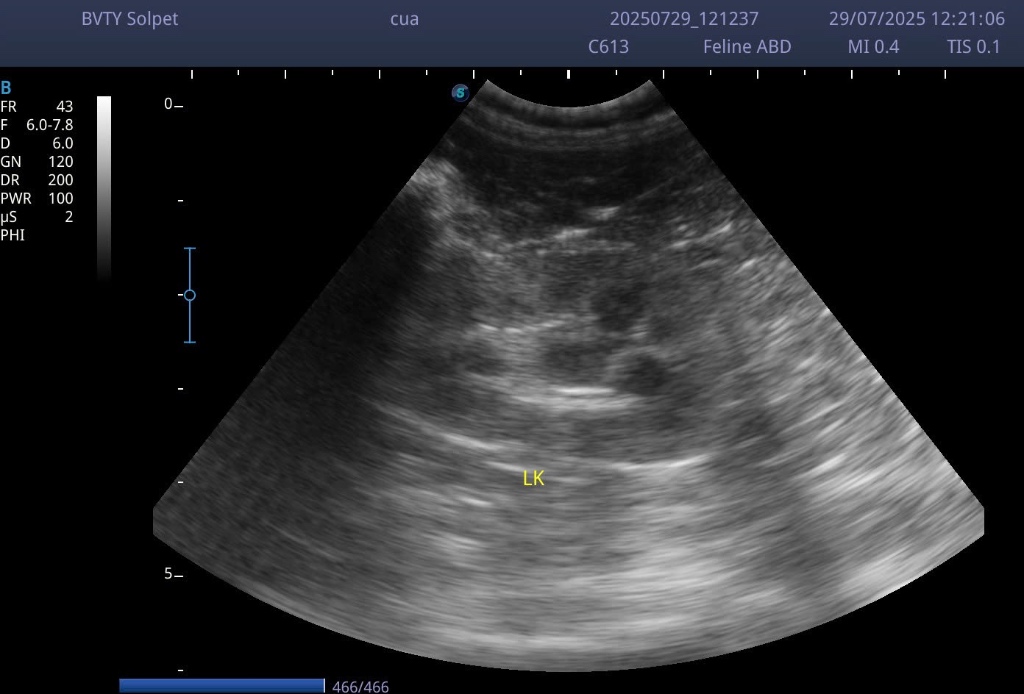 BVTY Solpet cua 20250729_121237 29/07/2025 12:21:06
C613 Feline ABD MI 0.4 TIS 0.1
B
FR 43
F 6.0-7.8
D 6.0
GN 120
DR 200
PWR 100
µS 2
PHI
S
0
5
LK
466/466